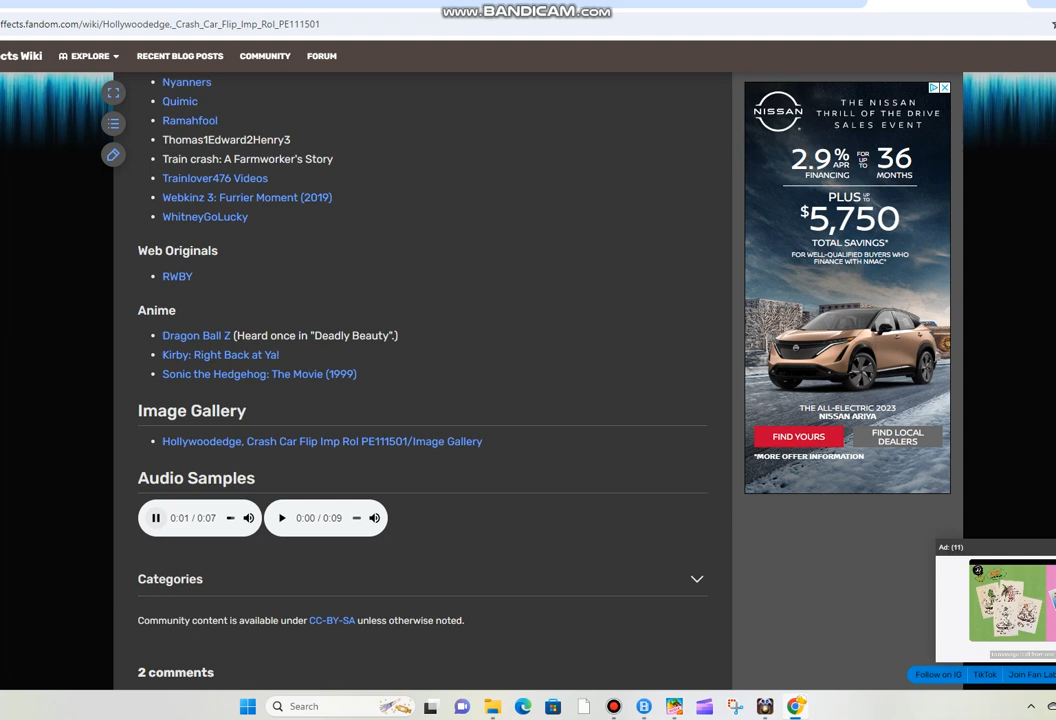 www.BANDICAM.com
ffects.fandom.com/wiki/Hollywoodedge,_Crash_Car_Flip_Imp_Rol_PE111501
cts Wiki EXPLORE RECENT BLOG POSTS COMMUNITY FORUM
Nyanners
Quimic
Ramahfool
Thomas1Edward2Henry3
Train crash: A Farmworker's Story
Trainlover476 Videos
Webkinz 3: Furrier Moment (2019)
WhitneyGoLucky
Web Originals
RWBY
Anime
Dragon Ball Z (Heard once in "Deadly Beauty".)
Kirby: Right Back at Ya!
Sonic the Hedgehog: The Movie (1999)
Image Gallery
Hollywoodedge, Crash Car Flip Imp Rol PE111501/Image Gallery
Audio Samples
0:01 / 0:07
0:00 / 0:09
Categories
Community content is available under CC-BY-SA unless otherwise noted.
2 comments
NISSAN
THE NISSAN
THRILL OF THE DRIVE
SALES EVENT
2.9% APR FINANCING FOR UP TO 36 MONTHS
PLUS UP TO
$5,750
TOTAL SAVINGS*
FOR WELL-QUALIFIED BUYERS WHO
FINANCE WITH NMAC*
THE ALL-ELECTRIC 2023
NISSAN ARIYA
FIND YOURS
FIND LOCAL
DEALERS
*MORE OFFER INFORMATION
Ad: (11)
Follow on IG TikTok Join Fan Lab
Search